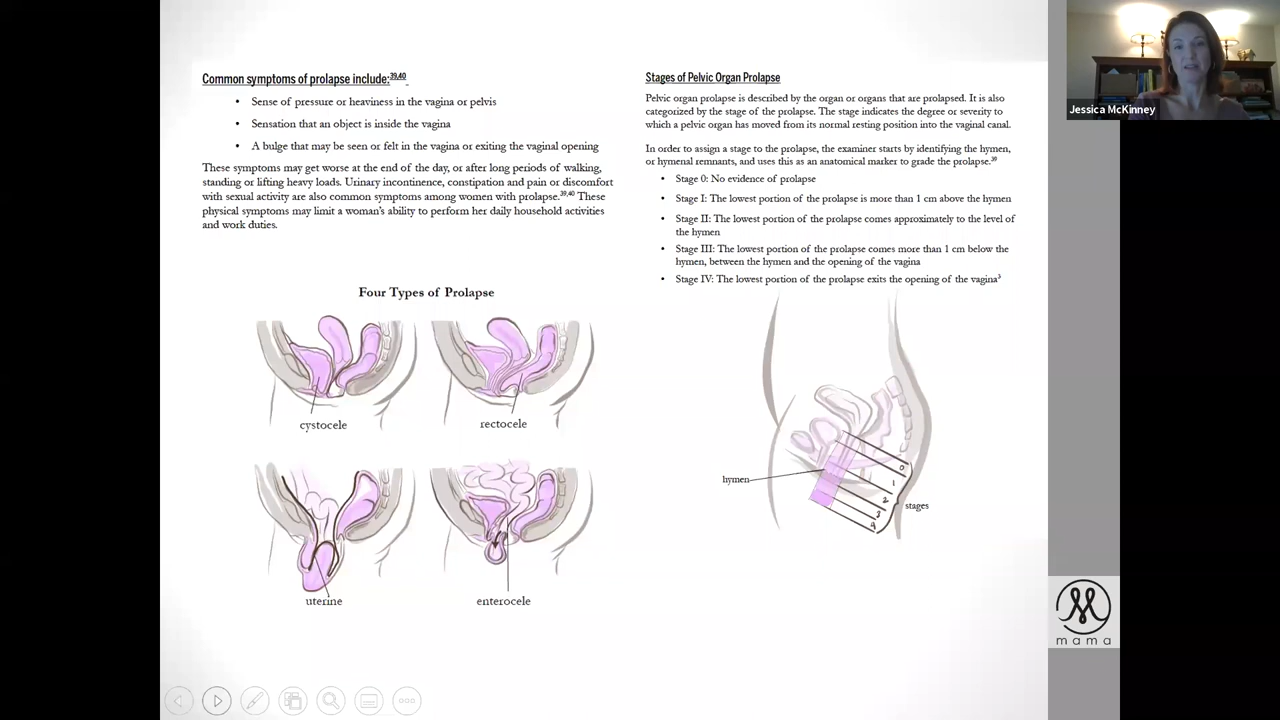 Common symptoms of prolapse include:39,40
• Sense of pressure or heaviness in the vagina or pelvis
• Sensation that an object is inside the vagina
• A bulge that may be seen or felt in the vagina or exiting the vaginal opening
These symptoms may get worse at the end of the day, or after long periods of walking,
standing or lifting heavy loads. Urinary incontinence, constipation and pain or discomfort
with sexual activity are also common symptoms among women with prolapse.39,40 These
physical symptoms may limit a woman's ability to perform her daily household activities
and work duties.
Four Types of Prolapse
cystocele
rectocele
uterine
enterocele
Stages of Pelvic Organ Prolapse
Pelvic organ prolapse is described by the organ or organs that are prolapsed. It is also
categorized by the stage of the prolapse. The stage indicates the degree or severity to
which a pelvic organ has moved from its normal resting position into the vaginal canal.
In order to assign a stage to the prolapse, the examiner starts by identifying the hymen,
or hymenal remnants, and uses this as an anatomical marker to grade the prolapse.39
• Stage 0: No evidence of prolapse
• Stage I: The lowest portion of the prolapse is more than 1 cm above the hymen
• Stage II: The lowest portion of the prolapse comes approximately to the level of
the hymen
• Stage III: The lowest portion of the prolapse comes more than 1 cm below the
hymen, between the hymen and the opening of the vagina
• Stage IV: The lowest portion of the prolapse exits the opening of the vagina3
hymen
0
1
2
3
4
stages
Jessica McKinney
mama